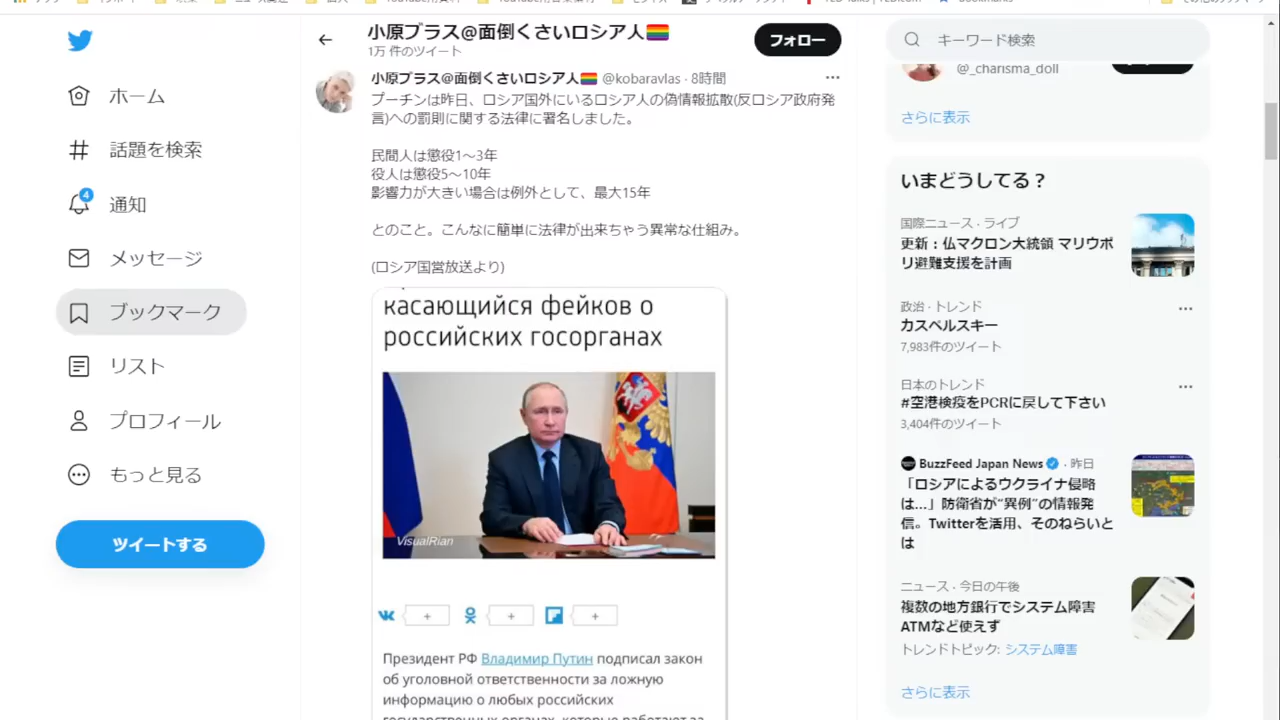 小原ブラス@面倒くさいロシア人🏳️‍🌈
1万 件のツイート
フォロー
キーワード検索
ホーム
話題を検索
4
通知
メッセージ
ブックマーク
リスト
プロフィール
もっと見る
ツイートする
小原ブラス@面倒くさいロシア人🏳️‍🌈 @kobaravlas · 8時間
プーチンは昨日、ロシア国外にいるロシア人の偽情報拡散(反ロシア政府発
言)への罰則に関する法律に署名しました。
民間人は懲役1〜3年
役人は懲役5〜10年
影響力が大きい場合は例外として、最大15年
とのこと。こんなに簡単に法律が出来ちゃう異常な仕組み。
(ロシア国営放送より)
касающийся фейков о
российских госорганах
VisualRian
+
+
+
Президент РФ Владимир Путин подписал закон
об уголовной ответственности за ложную
информацию о любых российских
государственных органах, которые работают за
@_charisma_doll
さらに表示
いまどうしてる？
国際ニュース · ライブ
更新：仏マクロン大統領 マリウポ
リ避難支援を計画
政治 · トレンド
カスペルスキー
7,983件のツイート
日本のトレンド
#空港検疫をPCRに戻して下さい
3,404件のツイート
BuzzFeed Japan News · 昨日
「ロシアによるウクライナ侵略
は...」防衛省が“異例”の情報発
信。Twitterを活用、そのねらいと
は
ニュース · 今日の午後
複数の地方銀行でシステム障害
ATMなど使えず
トレンドトピック: システム障害
さらに表示